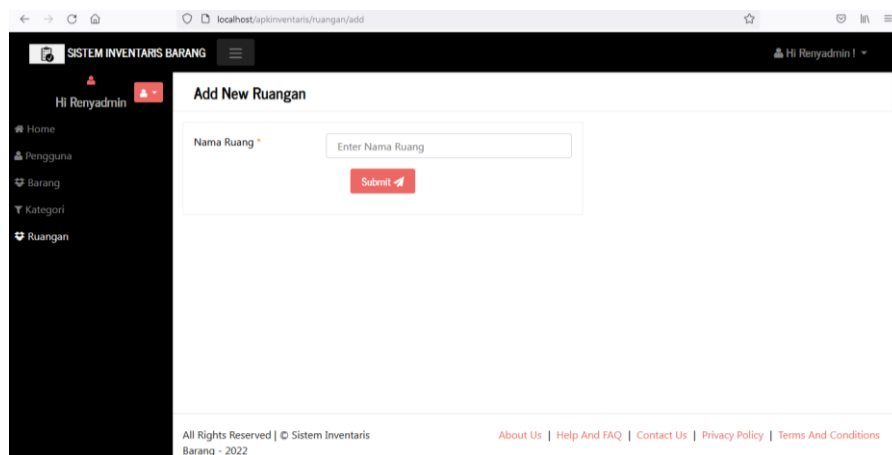 localhost/apkinventaris/ruangan/add
SISTEM INVENTARIS BARANG
Hi Renyadmin !
Hi Renyadmin
Home
Pengguna
Barang
Kategori
Ruangan
Add New Ruangan
Nama Ruang *
Enter Nama Ruang
Submit
All Rights Reserved | © Sistem Inventaris
Barang - 2022
About Us | Help And FAQ | Contact Us | Privacy Policy | Terms And Conditions